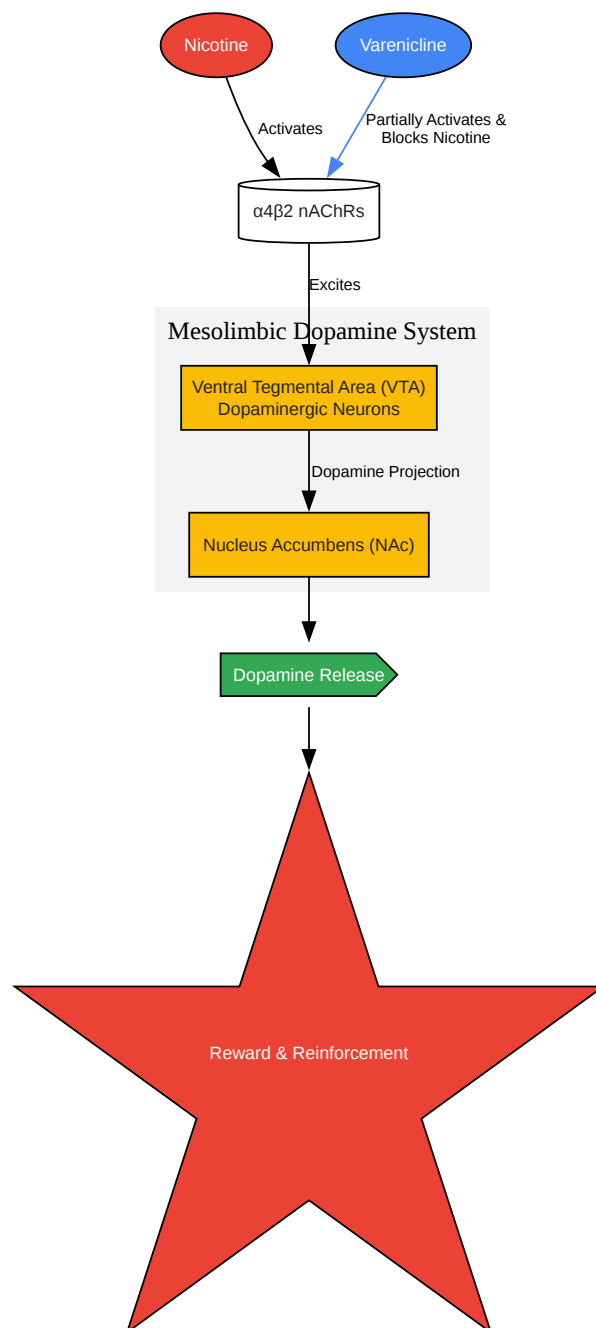 Nicotine
Varenicline
Activates
Partially Activates &
Blocks Nicotine
α4β2 nAChRs
Excites
Mesolimbic Dopamine System
Ventral Tegmental Area (VTA)
Dopaminergic Neurons
Dopamine Projection
Nucleus Accumbens (NAc)
Dopamine Release
Reward & Reinforcement